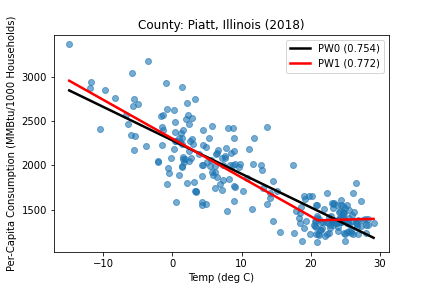 County: Piatt, Illinois (2018)
PW0 (0.754)
PW1 (0.772)
Per-Capita Consumption (MMBtu/1000 Households)
3000
2500
2000
1500
−10 0 10 20 30
Temp (deg C)